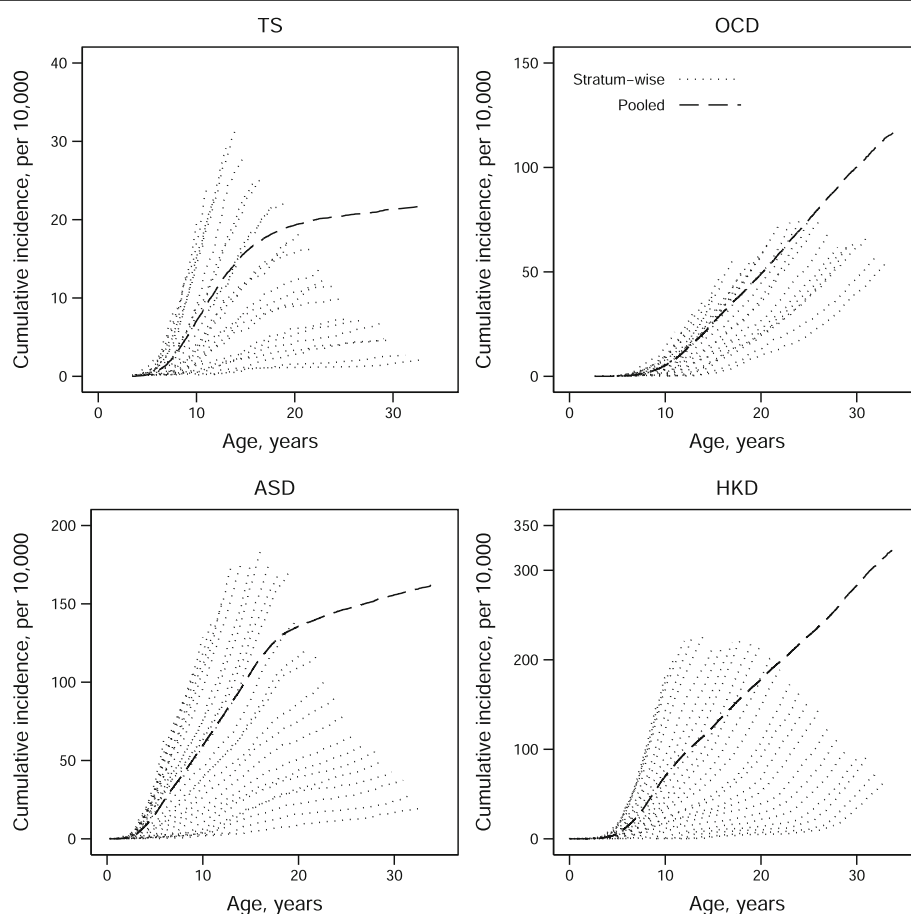 TS
40
30
20
10
0
0 10 20 30
Age, years
Cumulative incidence, per 10,000
OCD
Stratum-wise
Pooled
150
100
50
0
0 10 20 30
Age, years
Cumulative incidence, per 10,000
ASD
200
150
100
50
0
0 10 20 30
Age, years
Cumulative incidence, per 10,000
HKD
350
300
200
100
0
0 10 20 30
Age, years
Cumulative incidence, per 10,000